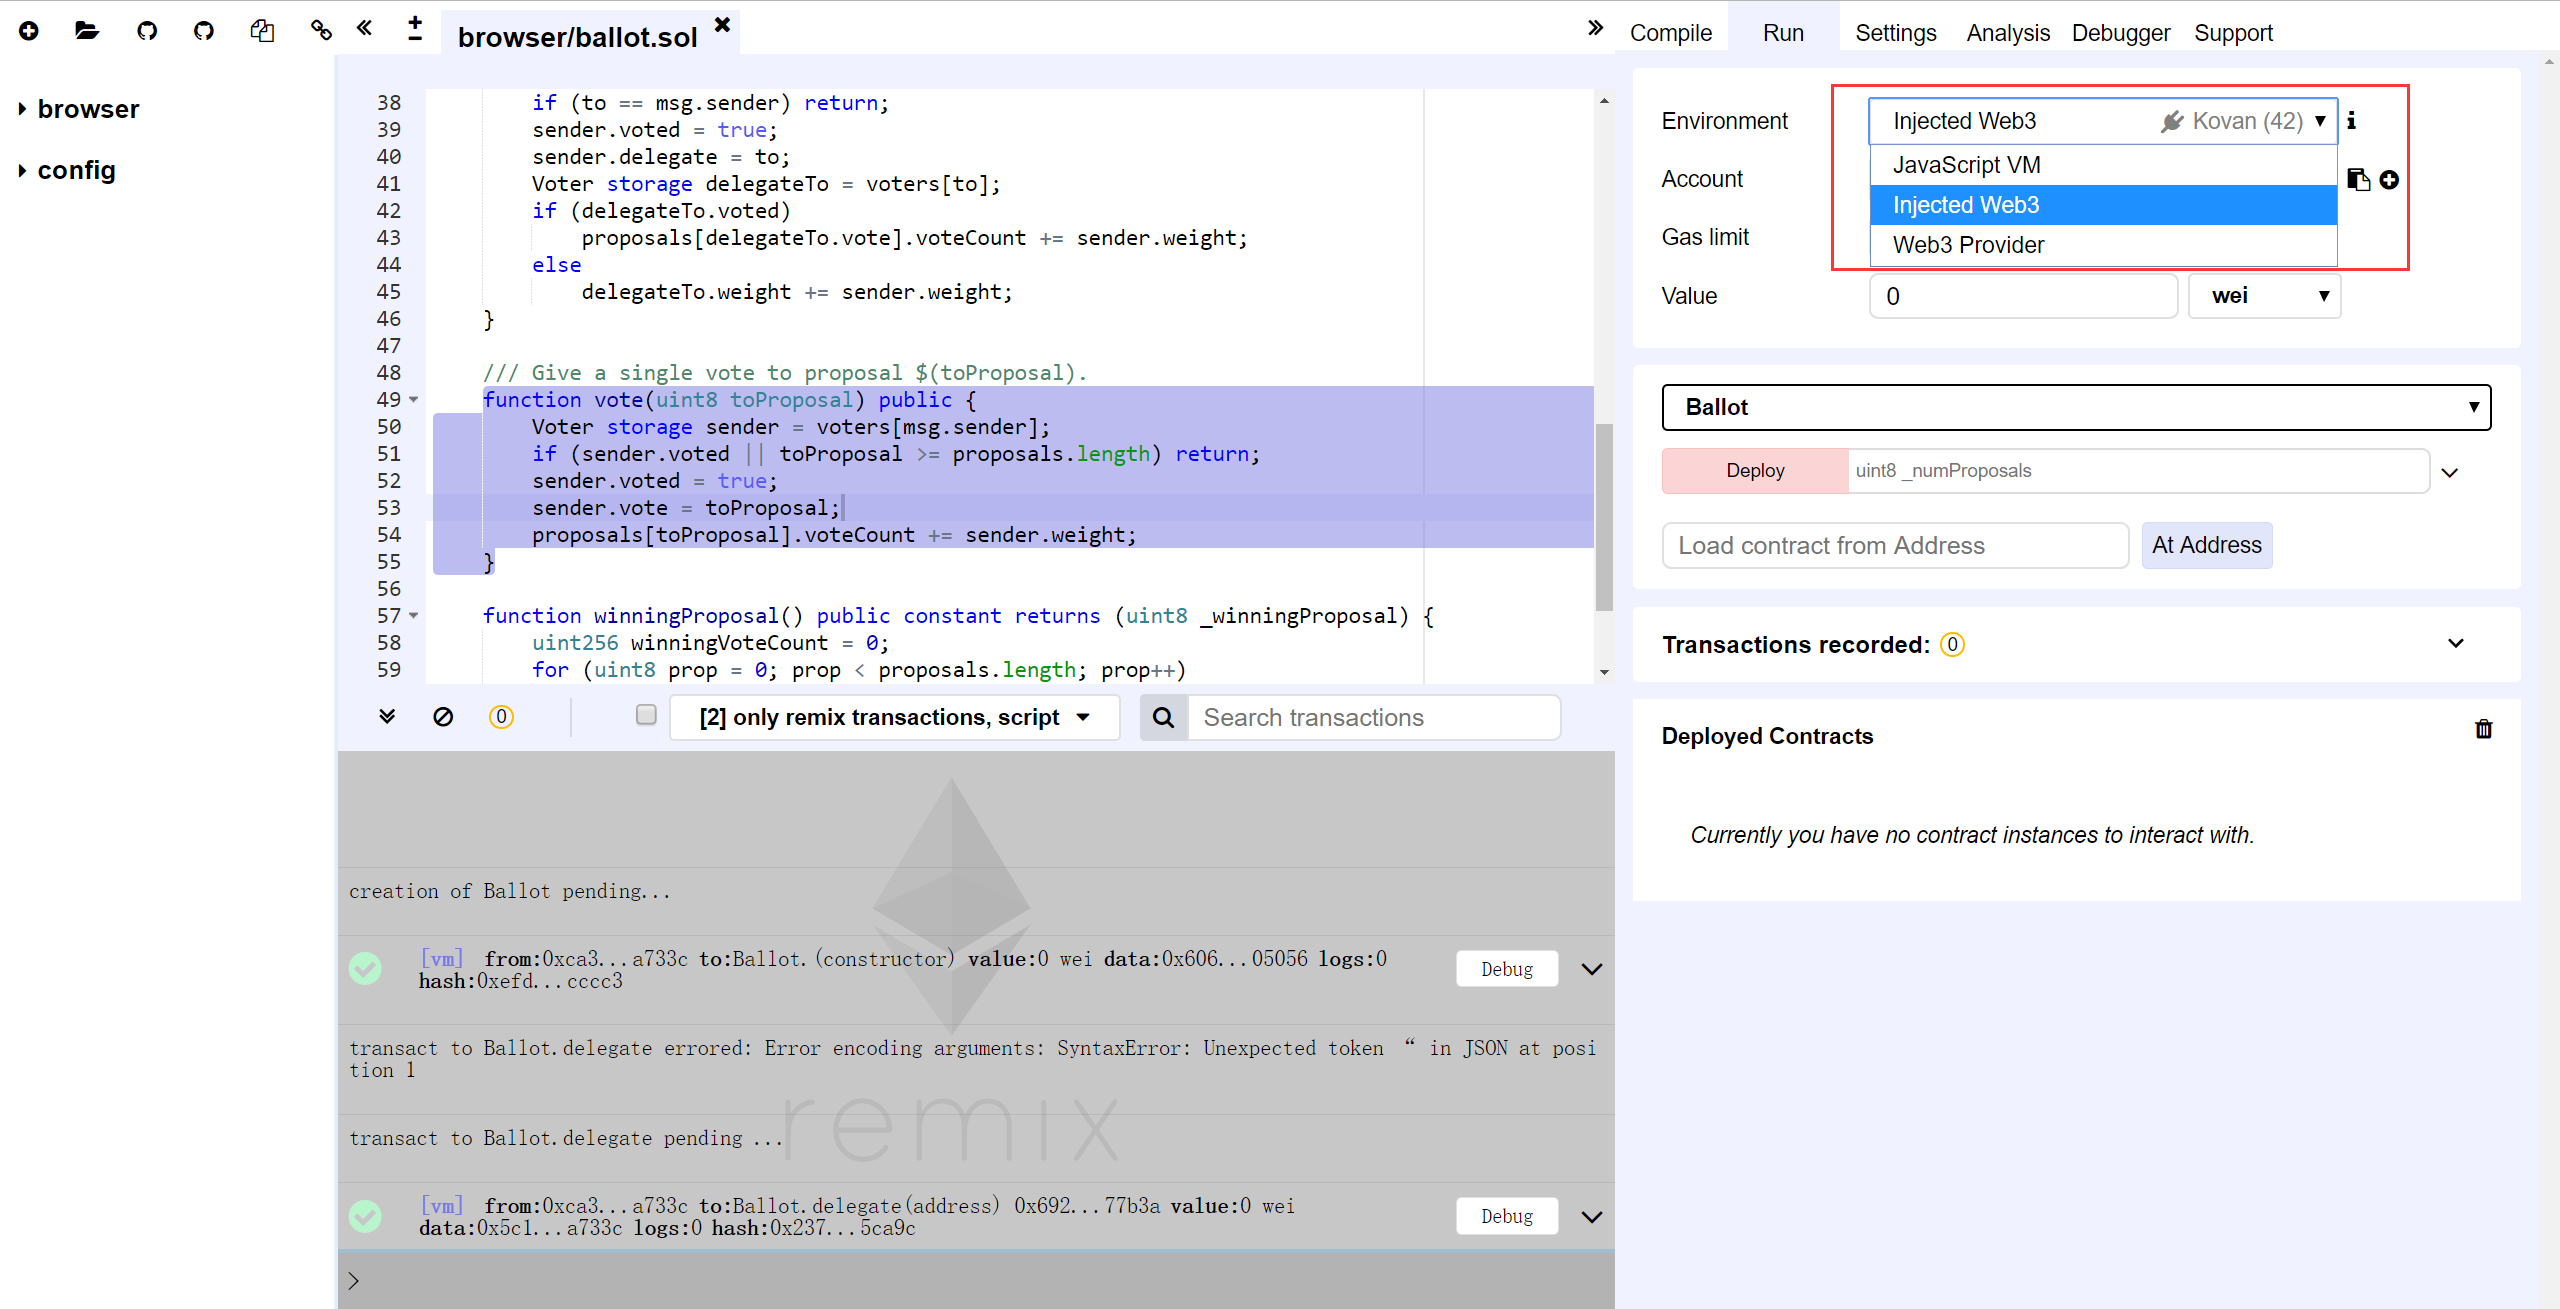 browser/ballot.sol
browser
config
38 if (to == msg.sender) return;
39 sender.voted = true;
40 sender.delegate = to;
41 Voter storage delegateTo = voters[to];
42 if (delegateTo.voted)
43 proposals[delegateTo.vote].voteCount += sender.weight;
44 else
45 delegateTo.weight += sender.weight;
46 }
47
48 /// Give a single vote to proposal $(toProposal).
49 function vote(uint8 toProposal) public {
50 Voter storage sender = voters[msg.sender];
51 if (sender.voted || toProposal >= proposals.length) return;
52 sender.voted = true;
53 sender.vote = toProposal;
54 proposals[toProposal].voteCount += sender.weight;
55 }
56
57 function winningProposal() public constant returns (uint8 _winningProposal) {
58 uint256 winningVoteCount = 0;
59 for (uint8 prop = 0; prop < proposals.length; prop++)
0 [2] only remix transactions, script Search transactions
creation of Ballot pending...
[vm] from:0xca3...a733c to:Ballot.(constructor) value:0 wei data:0x606...05056 logs:0
hash:0xefd...cccc3
Debug
transact to Ballot.delegate errored: Error encoding arguments: SyntaxError: Unexpected token “ in JSON at posi
tion 1
remix
transact to Ballot.delegate pending ...
[vm] from:0xca3...a733c to:Ballot.delegate(address) 0x692...77b3a value:0 wei
data:0x5c1...a733c logs:0 hash:0x237...5ca9c
Debug
>
Compile Run Settings Analysis Debugger Support
Environment Injected Web3 Kovan (42)
JavaScript VM
Account
Injected Web3
Gas limit
Web3 Provider
Value 0 wei
Ballot
Deploy uint8 _numProposals
Load contract from Address At Address
Transactions recorded: 0
Deployed Contracts
Currently you have no contract instances to interact with.